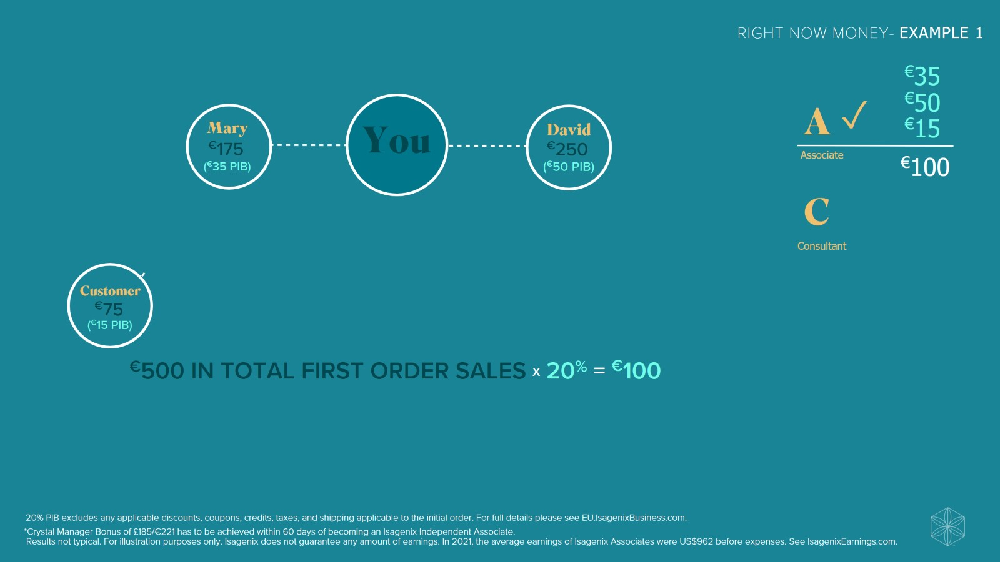 RIGHT NOW MONEY- EXAMPLE 1
Mary
€175
(€35 PIB)
You
David
€250
(€50 PIB)
A ✓
Associate
€35
€50
€15
€100
C
Consultant
Customer
€75
(€15 PIB)
€500 IN TOTAL FIRST ORDER SALES x 20% = €100
20% PIB excludes any applicable discounts, coupons, credits, taxes, and shipping applicable to the initial order. For full details please see EU.IsagenixBusiness.com.
*Crystal Manager Bonus of £185/€221 has to be achieved within 60 days of becoming an Isagenix Independent Associate.
Results not typical. For illustration purposes only. Isagenix does not guarantee any amount of earnings. In 2021, the average earnings of Isagenix Associates were US$962 before expenses. See IsagenixEarnings.com.